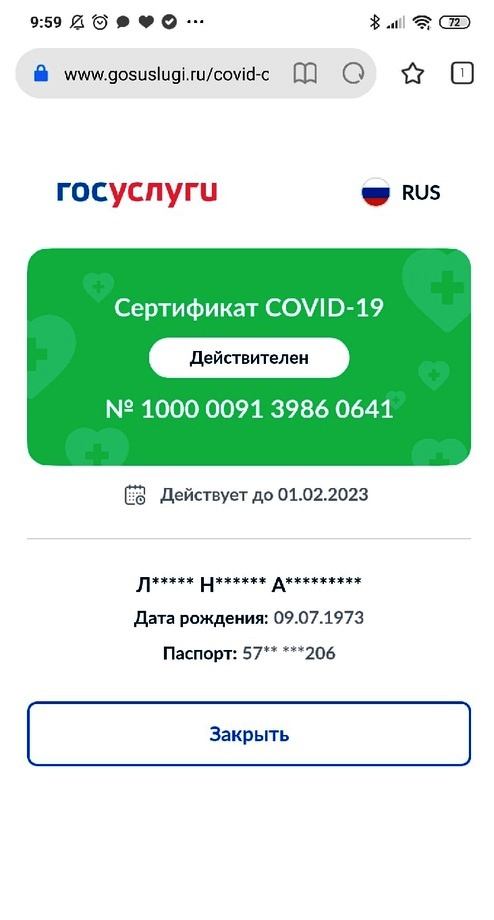 9:59
72
www.gosuslugi.ru/covid-c
1
госуслуги
RUS
Сертификат COVID-19
Действителен
№ 1000 0091 3986 0641
Действует до 01.02.2023
Л***** Н****** А*********
Дата рождения: 09.07.1973
Паспорт: 57** ***206
Закрыть